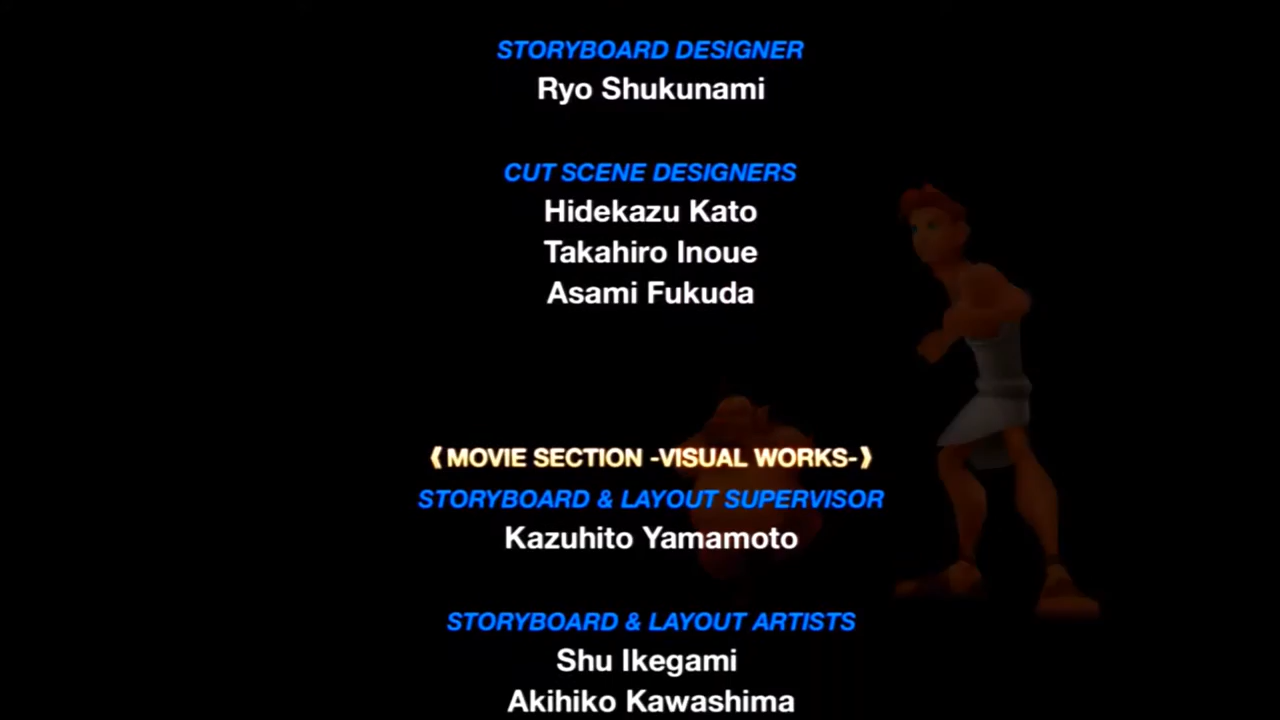 STORYBOARD DESIGNER
Ryo Shukunami
CUT SCENE DESIGNERS
Hidekazu Kato
Takahiro Inoue
Asami Fukuda
《MOVIE SECTION -VISUAL WORKS-》
STORYBOARD & LAYOUT SUPERVISOR
Kazuhito Yamamoto
STORYBOARD & LAYOUT ARTISTS
Shu Ikegami
Akihiko Kawashima